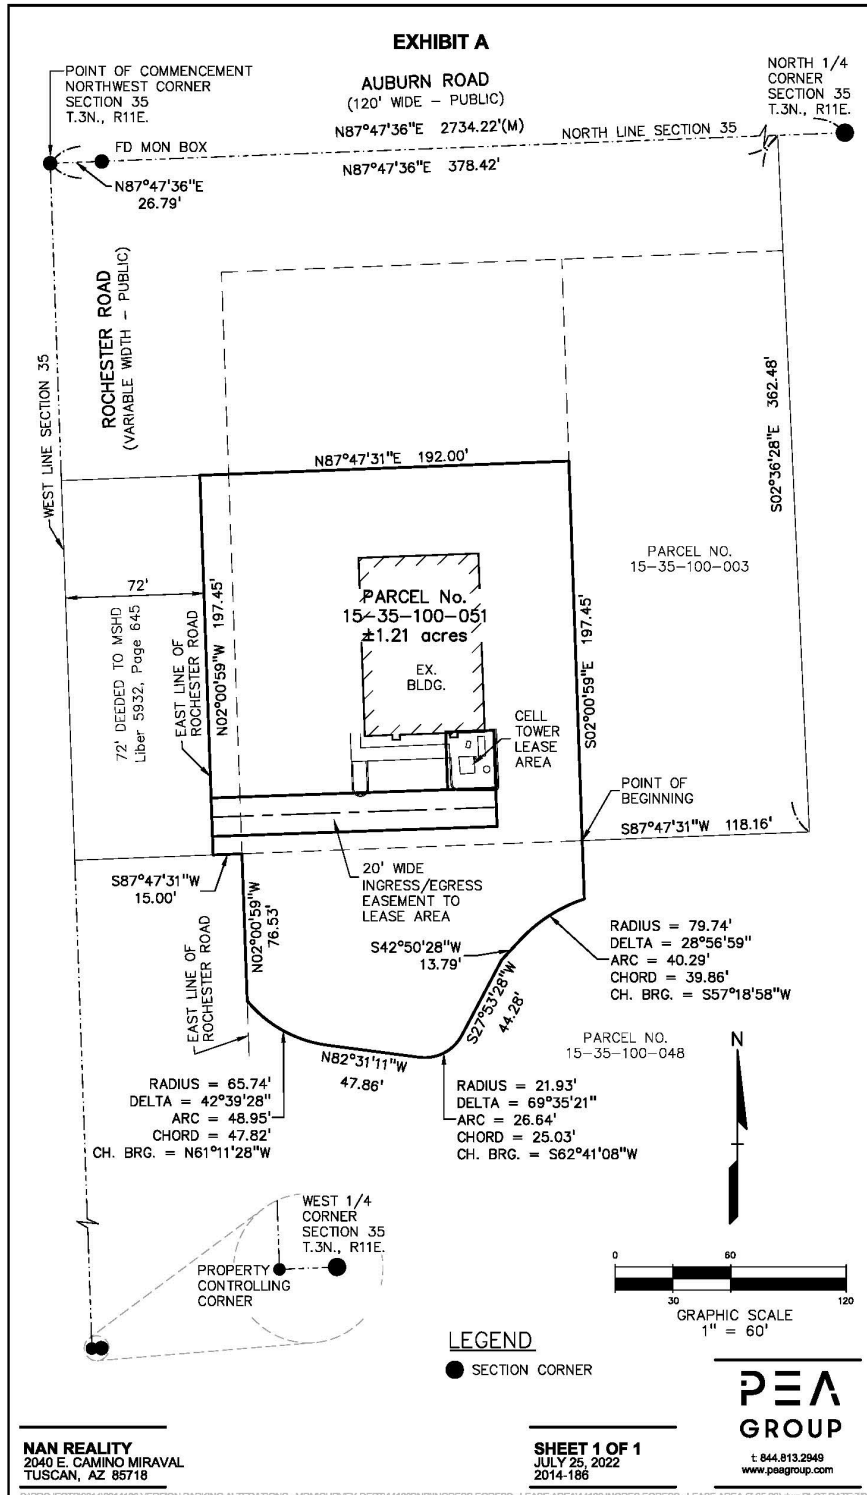 EXHIBIT A
POINT OF COMMENCEMENT
NORTHWEST CORNER
SECTION 35
T.3N., R11E.
AUBURN ROAD
(120' WIDE – PUBLIC)
N87°47'36"E 2734.22'(M)
NORTH LINE SECTION 35
NORTH 1/4
CORNER
SECTION 35
T.3N., R11E.
FD MON BOX
N87°47'36"E 378.42'
N87°47'36"E
26.79'
ROCHESTER ROAD
(VARIABLE WIDTH – PUBLIC)
WEST LINE SECTION 35
S02°36'28"E 362.48'
N87°47'31"E 192.00'
PARCEL NO.
15-35-100-003
72'
72' DEEDED TO MSHD
Liber 5932, Page 645
EAST LINE OF
ROCHESTER ROAD
N02°00'59"W 197.45'
PARCEL No.
15-35-100-051
±1.21 acres
EX.
BLDG.
S02°00'59"E 197.45'
CELL
TOWER
LEASE
AREA
POINT OF
BEGINNING
S87°47'31"W 118.16'
S87°47'31"W
15.00'
20' WIDE
INGRESS/EGRESS
EASEMENT TO
LEASE AREA
N02°00'59"W
76.53'
EAST LINE OF
ROCHESTER ROAD
S42°50'28"W
13.79'
S27°53'28"W
44.28'
RADIUS = 79.74'
DELTA = 28°56'59"
ARC = 40.29'
CHORD = 39.86'
CH. BRG. = S57°18'58"W
PARCEL NO.
15-35-100-048
N
N82°31'11"W
47.86'
RADIUS = 65.74'
DELTA = 42°39'28"
ARC = 48.95'
CHORD = 47.82'
CH. BRG. = N61°11'28"W
RADIUS = 21.93'
DELTA = 69°35'21"
ARC = 26.64'
CHORD = 25.03'
CH. BRG. = S62°41'08"W
WEST 1/4
CORNER
SECTION 35
T.3N., R11E.
PROPERTY
CONTROLLING
CORNER
0 60
30 120
GRAPHIC SCALE
1" = 60'
LEGEND
SECTION CORNER
PEA
GROUP
t: 844.813.2949
www.peagroup.com
NAN REALITY
2040 E. CAMINO MIRAVAL
TUSCAN, AZ 85718
SHEET 1 OF 1
JULY 25, 2022
2014-186